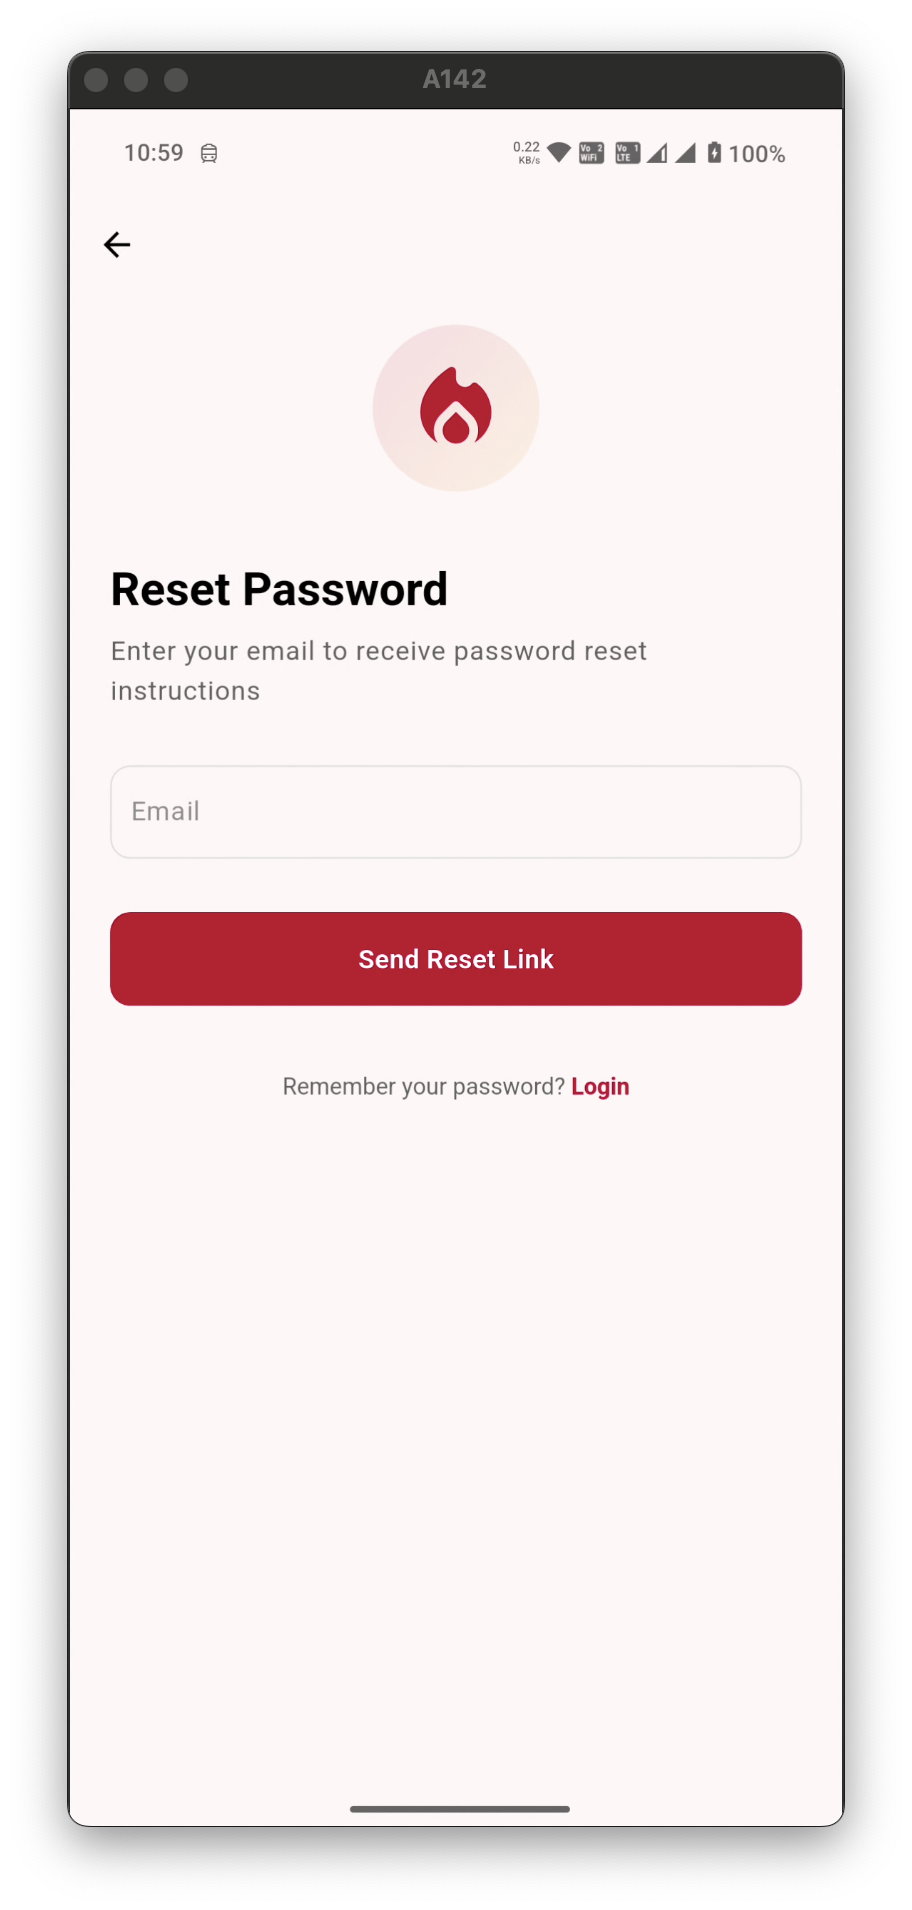 A142
10:59
0.22
KB/s
Vo 2
WiFi
Vo 1
LTE
100%
Reset Password
Enter your email to receive password reset
instructions
Email
Send Reset Link
Remember your password? Login